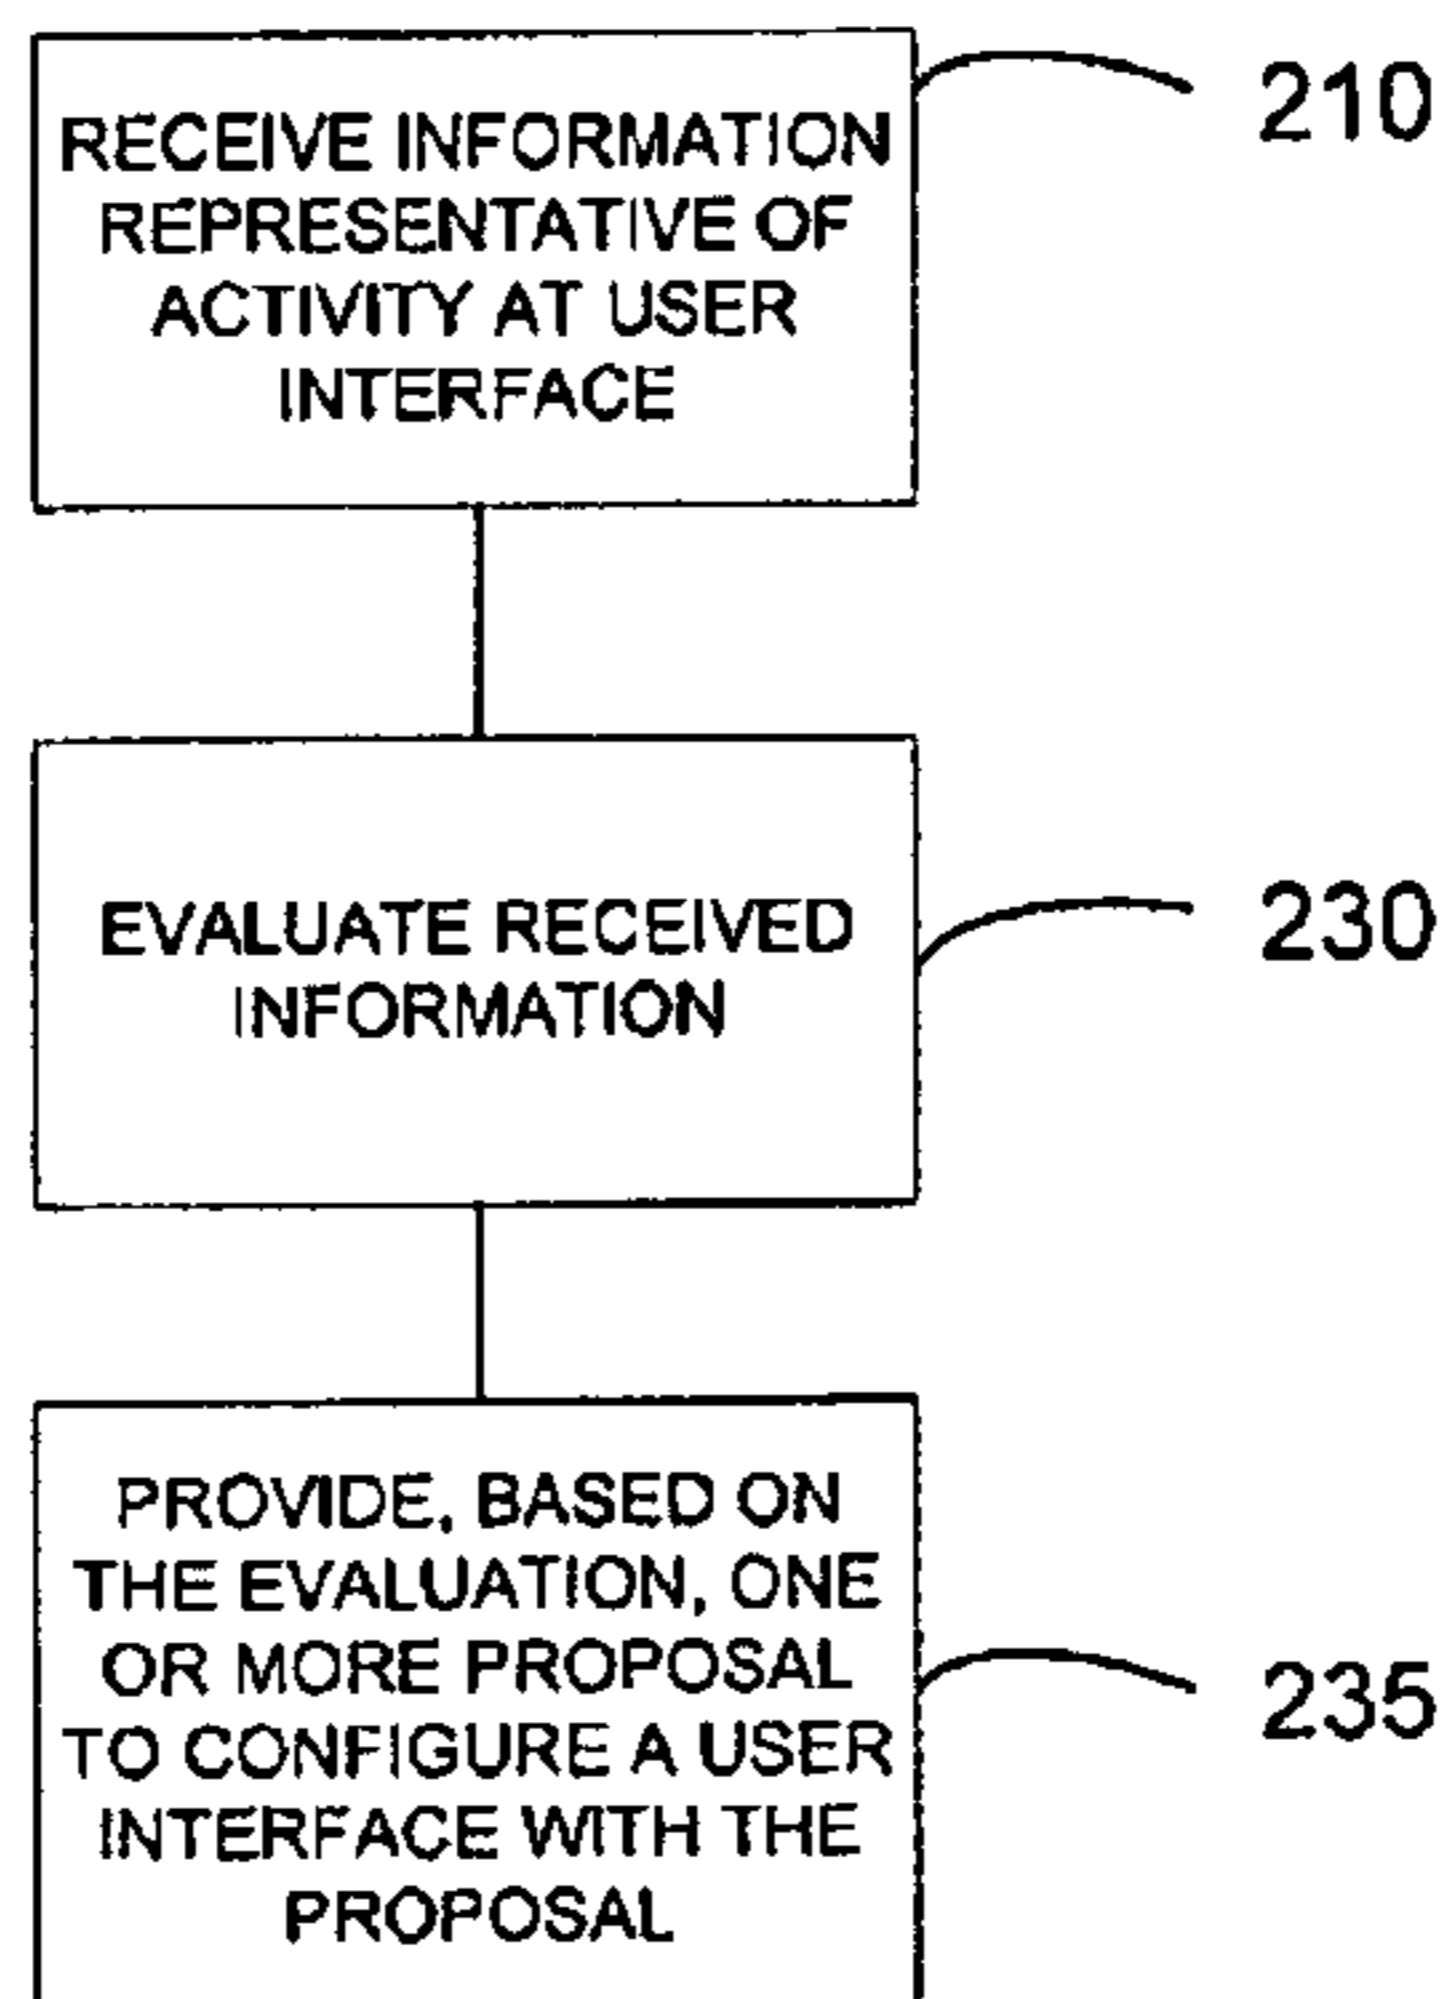 RECEIVE INFORMATION
REPRESENTATIVE OF
ACTIVITY AT USER
INTERFACE
210
EVALUATE RECEIVED
INFORMATION
230
PROVIDE, BASED ON
THE EVALUATION, ONE
OR MORE PROPOSAL
TO CONFIGURE A USER
INTERFACE WITH THE
PROPOSAL
235